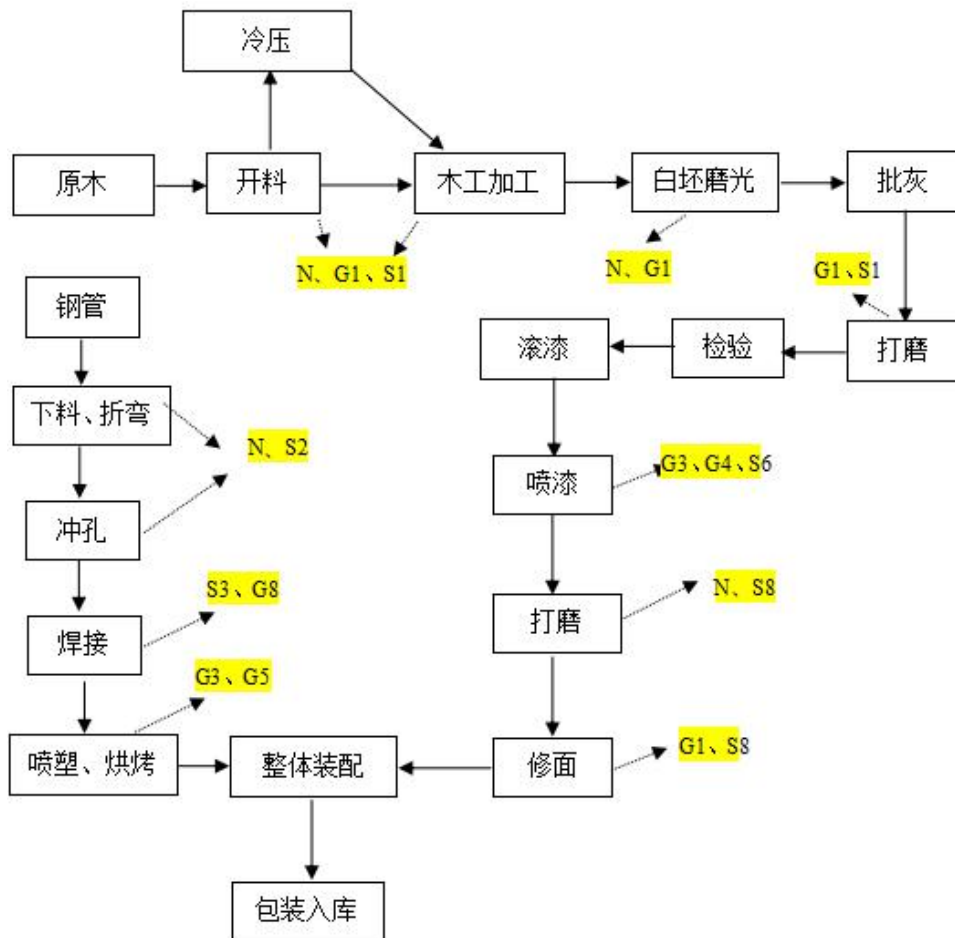 冷压
原木
开料
木工加工
白坯磨光
批灰
N、G1、S1
N、G1
G1、S1
钢管
滚漆
检验
打磨
下料、折弯
N、S2
喷漆
G3、G4、S6
冲孔
S3、G8
打磨
N、S8
焊接
G3、G5
喷塑、烘烤
整体装配
修面
G1、S8
包装入库